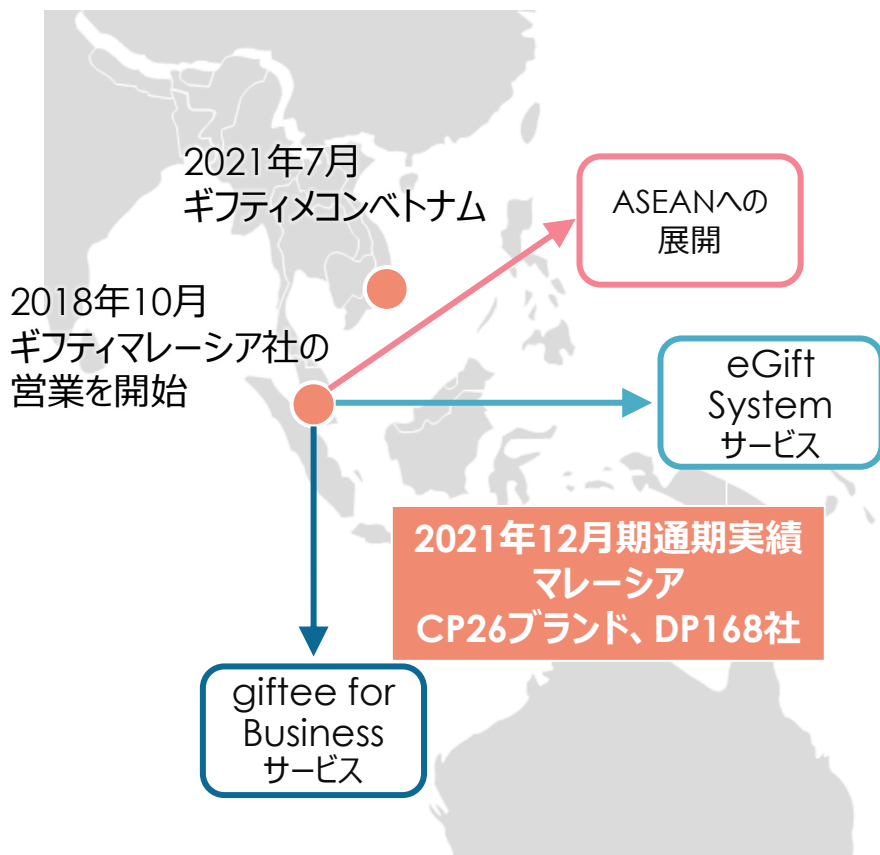 2021年7月
ギフティメコンベトナム
ASEANへの
展開
2018年10月
ギフティマレーシア社の
営業を開始
eGift
System
サービス
2021年12月期通期実績
マレーシア
CP26ブランド、DP168社
giftee for
Business
サービス